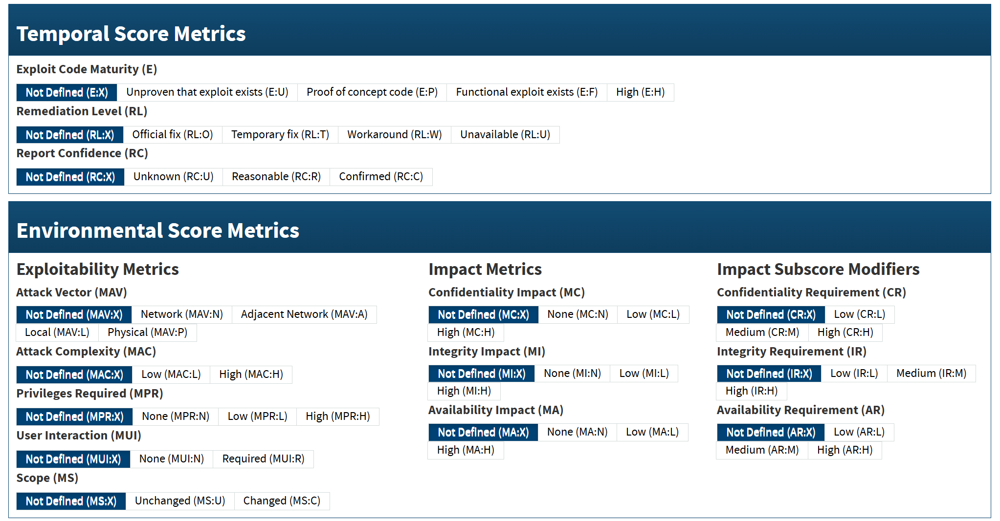 Temporal Score Metrics
Exploit Code Maturity (E)
Not Defined (E:X) Unproven that exploit exists (E:U) Proof of concept code (E:P) Functional exploit exists (E:F) High (E:H)
Remediation Level (RL)
Not Defined (RL:X) Official fix (RL:O) Temporary fix (RL:T) Workaround (RL:W) Unavailable (RL:U)
Report Confidence (RC)
Not Defined (RC:X) Unknown (RC:U) Reasonable (RC:R) Confirmed (RC:C)
Environmental Score Metrics
Exploitability Metrics
Attack Vector (MAV)
Not Defined (MAV:X) Network (MAV:N) Adjacent Network (MAV:A)
Local (MAV:L) Physical (MAV:P)
Attack Complexity (MAC)
Not Defined (MAC:X) Low (MAC:L) High (MAC:H)
Privileges Required (MPR)
Not Defined (MPR:X) None (MPR:N) Low (MPR:L) High (MPR:H)
User Interaction (MUI)
Not Defined (MUI:X) None (MUI:N) Required (MUI:R)
Scope (MS)
Not Defined (MS:X) Unchanged (MS:U) Changed (MS:C)
Impact Metrics
Confidentiality Impact (MC)
Not Defined (MC:X) None (MC:N) Low (MC:L)
High (MC:H)
Integrity Impact (MI)
Not Defined (MI:X) None (MI:N) Low (MI:L)
High (MI:H)
Availability Impact (MA)
Not Defined (MA:X) None (MA:N) Low (MA:L)
High (MA:H)
Impact Subscore Modifiers
Confidentiality Requirement (CR)
Not Defined (CR:X) Low (CR:L)
Medium (CR:M) High (CR:H)
Integrity Requirement (IR)
Not Defined (IR:X) Low (IR:L) Medium (IR:M)
High (IR:H)
Availability Requirement (AR)
Not Defined (AR:X) Low (AR:L)
Medium (AR:M) High (AR:H)